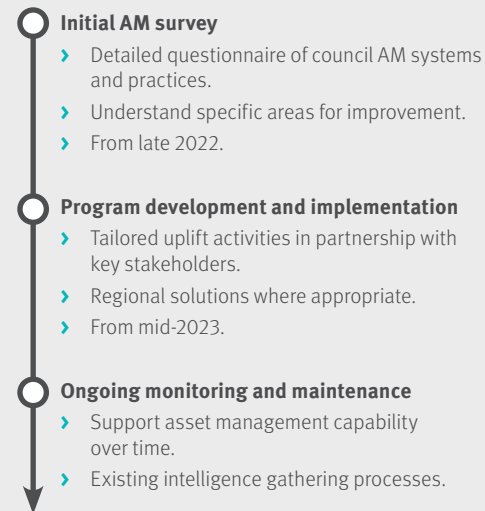 Initial AM survey
› Detailed questionnaire of council AM systems
and practices.
› Understand specific areas for improvement.
› From late 2022.
Program development and implementation
› Tailored uplift activities in partnership with
key stakeholders.
› Regional solutions where appropriate.
› From mid-2023.
Ongoing monitoring and maintenance
› Support asset management capability
over time.
› Existing intelligence gathering processes.